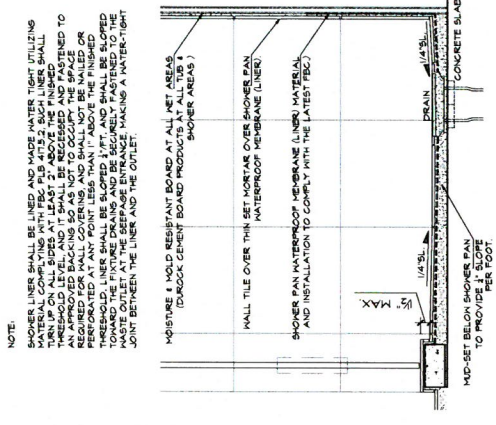 NOTE:
SHOWER LINER SHALL BE LINED AND MADE WATER TIGHT UTILIZING
MATERIAL COMPLYING WITH FBC PLB 417.5.2. SUCH LINER SHALL
TURN UP ON ALL SIDES AT LEAST 2" ABOVE THE FINISHED
THRESHOLD LEVEL, AND IT SHALL BE RECESSED AND FASTENED TO
AN APPROVED BACKING SO AS NOT TO OCCUPY THE SPACE
REQUIRED FOR WALL COVERING, AND SHALL NOT BE NAILED OR
PERFORATED AT ANY POINT LESS THAN 1" ABOVE THE FINISHED
THRESHOLD. LINER SHALL BE SLOPED ¼"/FT. AND SHALL BE SLOPED
TOWARD THE FIXTURE DRAINS AND BE SECURELY FASTENED TO THE
WASTE OUTLET AT THE SEEPAGE ENTRANCE MAKING A WATER-TIGHT
JOINT BETWEEN THE LINER AND THE OUTLET.
MOISTURE & MOLD RESISTANT BOARD AT ALL WET AREAS
(DUROCK CEMENT BOARD PRODUCTS AT ALL TUB &
SHOWER AREAS.)
WALL TILE OVER THIN SET MORTAR OVER SHOWER PAN
WATERPROOF MEMBRANE (LINER).
SHOWER PAN WATERPROOF MEMBRANE (LINER) MATERIAL
AND INSTALLATION TO COMPLY WITH THE LATEST FBC.)
1½" MAX.
1/4"SL.
DRAIN
1/4"SL.
MUD-SET BELOW SHOWER PAN
TO PROVIDE ¼" SLOPE
PER FOOT.
CONCRETE SLAB